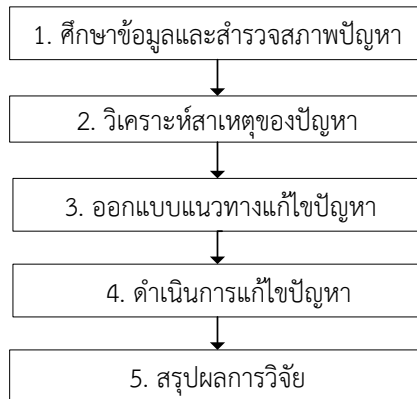 1. ศึกษาข้อมูลและสำรวจสภาพปัญหา
2. วิเคราะห์สาเหตุของปัญหา
3. ออกแบบแนวทางแก้ไขปัญหา
4. ดำเนินการแก้ไขปัญหา
5. สรุปผลการวิจัย